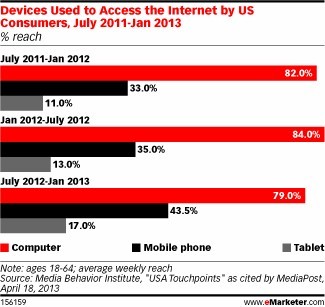 Devices Used to Access the Internet by US
Consumers, July 2011-Jan 2013
% reach
July 2011-Jan 2012
82.0%
33.0%
11.0%
Jan 2012-July 2012
84.0%
35.0%
13.0%
July 2012-Jan 2013
79.0%
43.5%
17.0%
Computer Mobile phone Tablet
Note: ages 18-64; average weekly reach
Source: Media Behavior Institute, "USA Touchpoints" as cited by MediaPost,
April 18, 2013
156159 www.eMarketer.com